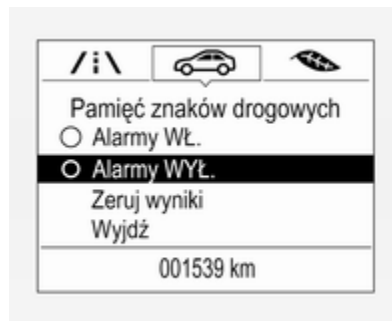 Pamięć znaków drogowych
Alarmy WŁ.
Alarmy WYŁ.
Zeruj wyniki
Wyjdź
001539 km